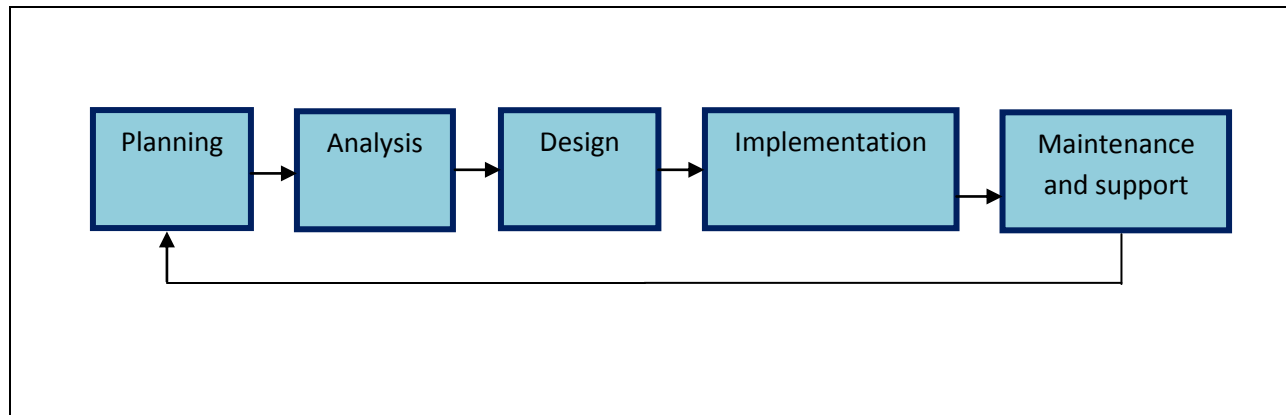 Planning
Analysis
Design
Implementation
Maintenance
and support